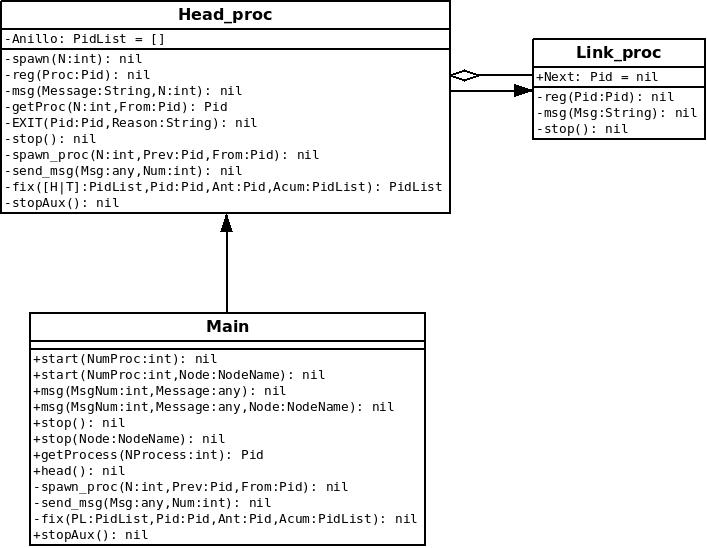 Head_proc
-Anillo: PidList = []
-spawn(N:int): nil
-reg(Proc:Pid): nil
-msg(Message:String,N:int): nil
-getProc(N:int,From:Pid): Pid
-EXIT(Pid:Pid,Reason:String): nil
-stop(): nil
-spawn_proc(N:int,Prev:Pid,From:Pid): nil
-send_msg(Msg:any,Num:int): nil
-fix([H|T]:PidList,Pid:Pid,Ant:Pid,Acum:PidList): PidList
-stopAux(): nil
Link_proc
+Next: Pid = nil
-reg(Pid:Pid): nil
-msg(Msg:String): nil
-stop(): nil
Main
+start(NumProc:int): nil
+start(NumProc:int,Node:NodeName): nil
+msg(MsgNum:int,Message:any): nil
+msg(MsgNum:int,Message:any,Node:NodeName): nil
+stop(): nil
+stop(Node:NodeName): nil
+getProcess(NProcess:int): Pid
+head(): nil
-spawn_proc(N:int,Prev:Pid,From:Pid): nil
-send_msg(Msg:any,Num:int): nil
-fix(PL:PidList,Pid:Pid,Ant:Pid,Acum:PidList): nil
+stopAux(): nil